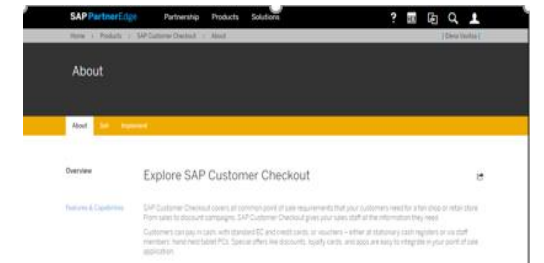 SAP PartnerEdge Partnership Products Solutions ?
Home Products SAP Customer Checkout About
About
About Sell Implement
Overview
Explore SAP Customer Checkout
Features & Capabilities
SAP Customer Checkout covers all common point of sale requirements that your customers need for a fan shop or retail store.
From sales to discount campaigns, SAP Customer Checkout gives your sales staff all the information they need.
Customers can pay in cash, with standard EC and credit cards, or vouchers – either at stationary cash registers or via staff
members' hand held tablet PCs. Special offers like discounts, loyalty cards, and apps are easy to integrate in your point of sale
application.